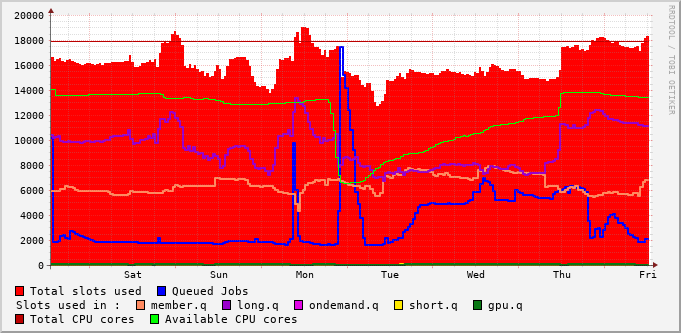 20000
18000
16000
14000
12000
10000
8000
6000
4000
2000
0
Sat Sun Mon Tue Wed Thu Fri
RRDTOOL / TOBI OETIKER
Total slots used Queued Jobs
Slots used in : member.q long.q ondemand.q short.q gpu.q
Total CPU cores Available CPU cores